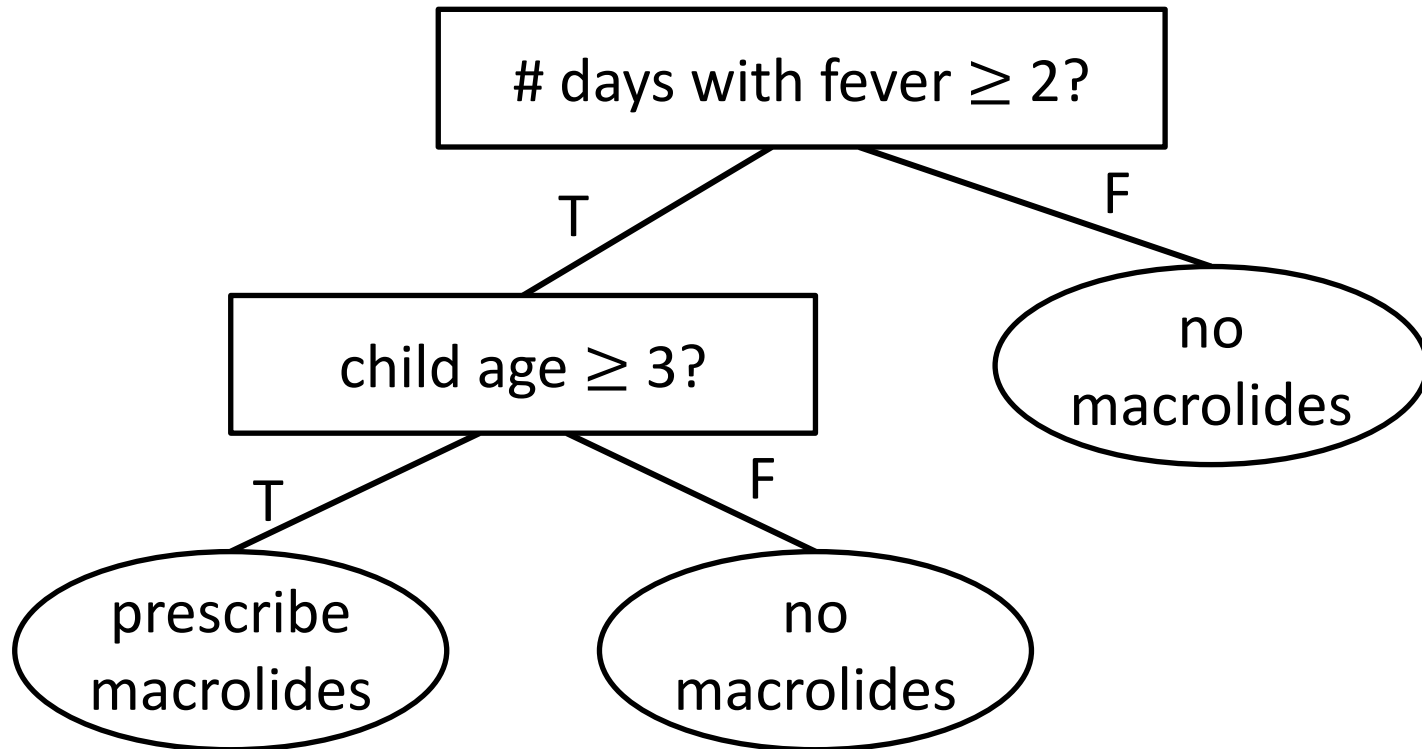 # days with fever ≥ 2?
T
F
child age ≥ 3?
no
macrolides
T
F
prescribe
macrolides
no
macrolides